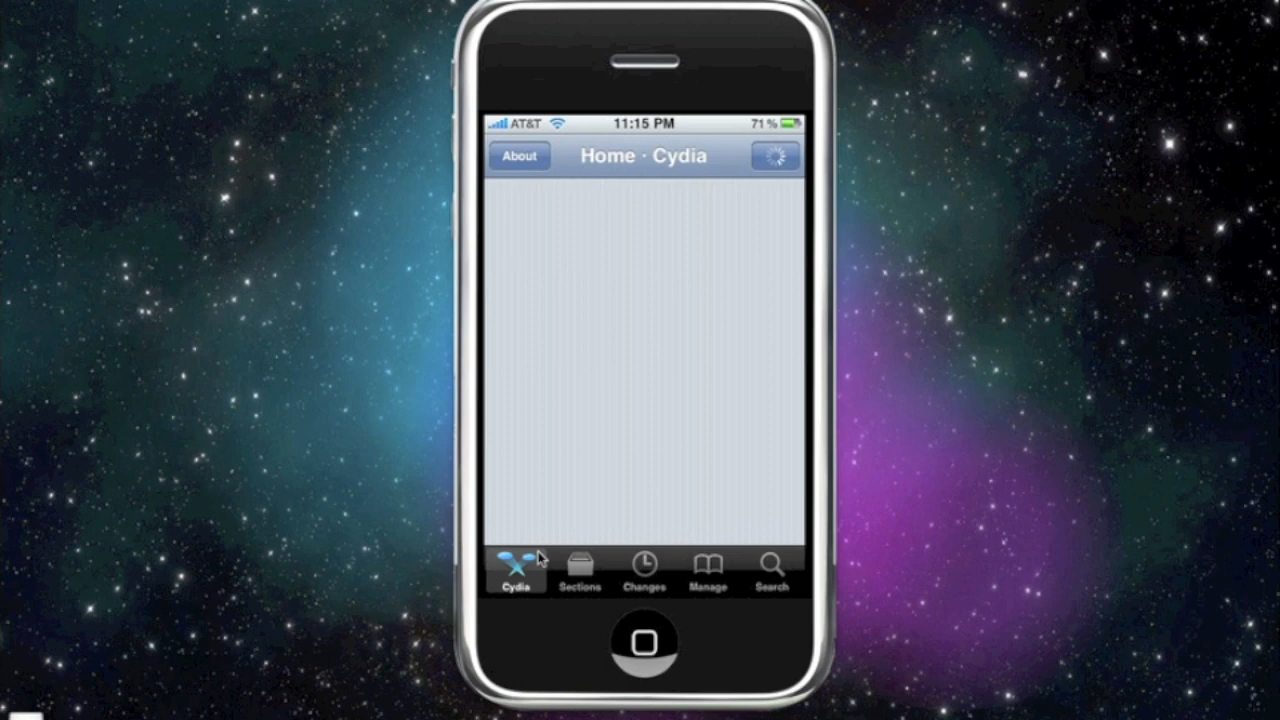 AT&T 11:15 PM 71%
About Home · Cydia
Cydia Sections Changes Manage Search